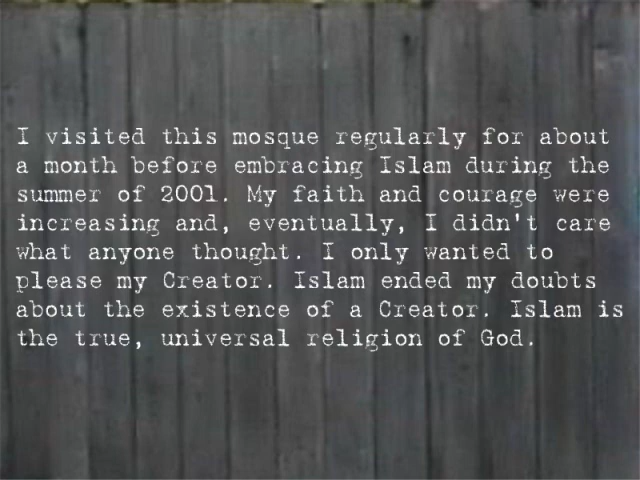 I visited this mosque regularly for about
a month before embracing Islam during the
summer of 2001. My faith and courage were
increasing and, eventually, I didn't care
what anyone thought. I only wanted to
please my Creator. Islam ended my doubts
about the existence of a Creator. Islam is
the true, universal religion of God.